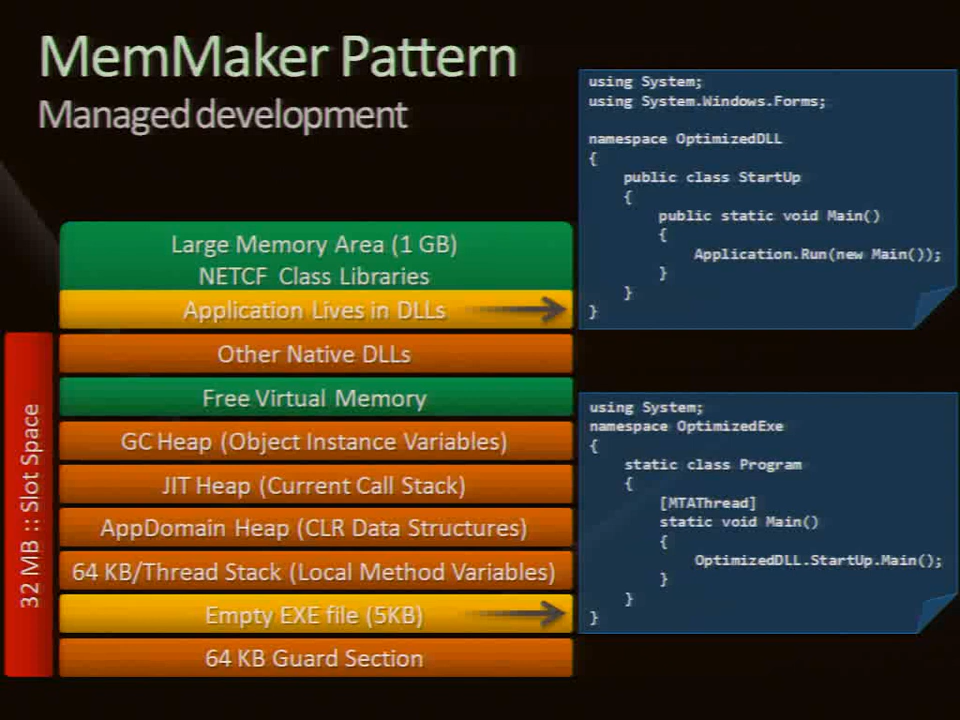 MemMaker Pattern
Managed development
Large Memory Area (1 GB)
NETCF Class Libraries
Application Lives in DLLs
Other Native DLLs
Free Virtual Memory
GC Heap (Object Instance Variables)
JIT Heap (Current Call Stack)
AppDomain Heap (CLR Data Structures)
64 KB/Thread Stack (Local Method Variables)
Empty EXE file (5KB)
64 KB Guard Section
32 MB :: Slot Space
using System;
using System.Windows.Forms;
namespace OptimizedDLL
{
public class StartUp
{
public static void Main()
{
Application.Run(new Main());
}
}
}
using System;
namespace OptimizedExe
{
static class Program
{
[MTAThread]
static void Main()
{
OptimizedDLL.StartUp.Main();
}
}
}